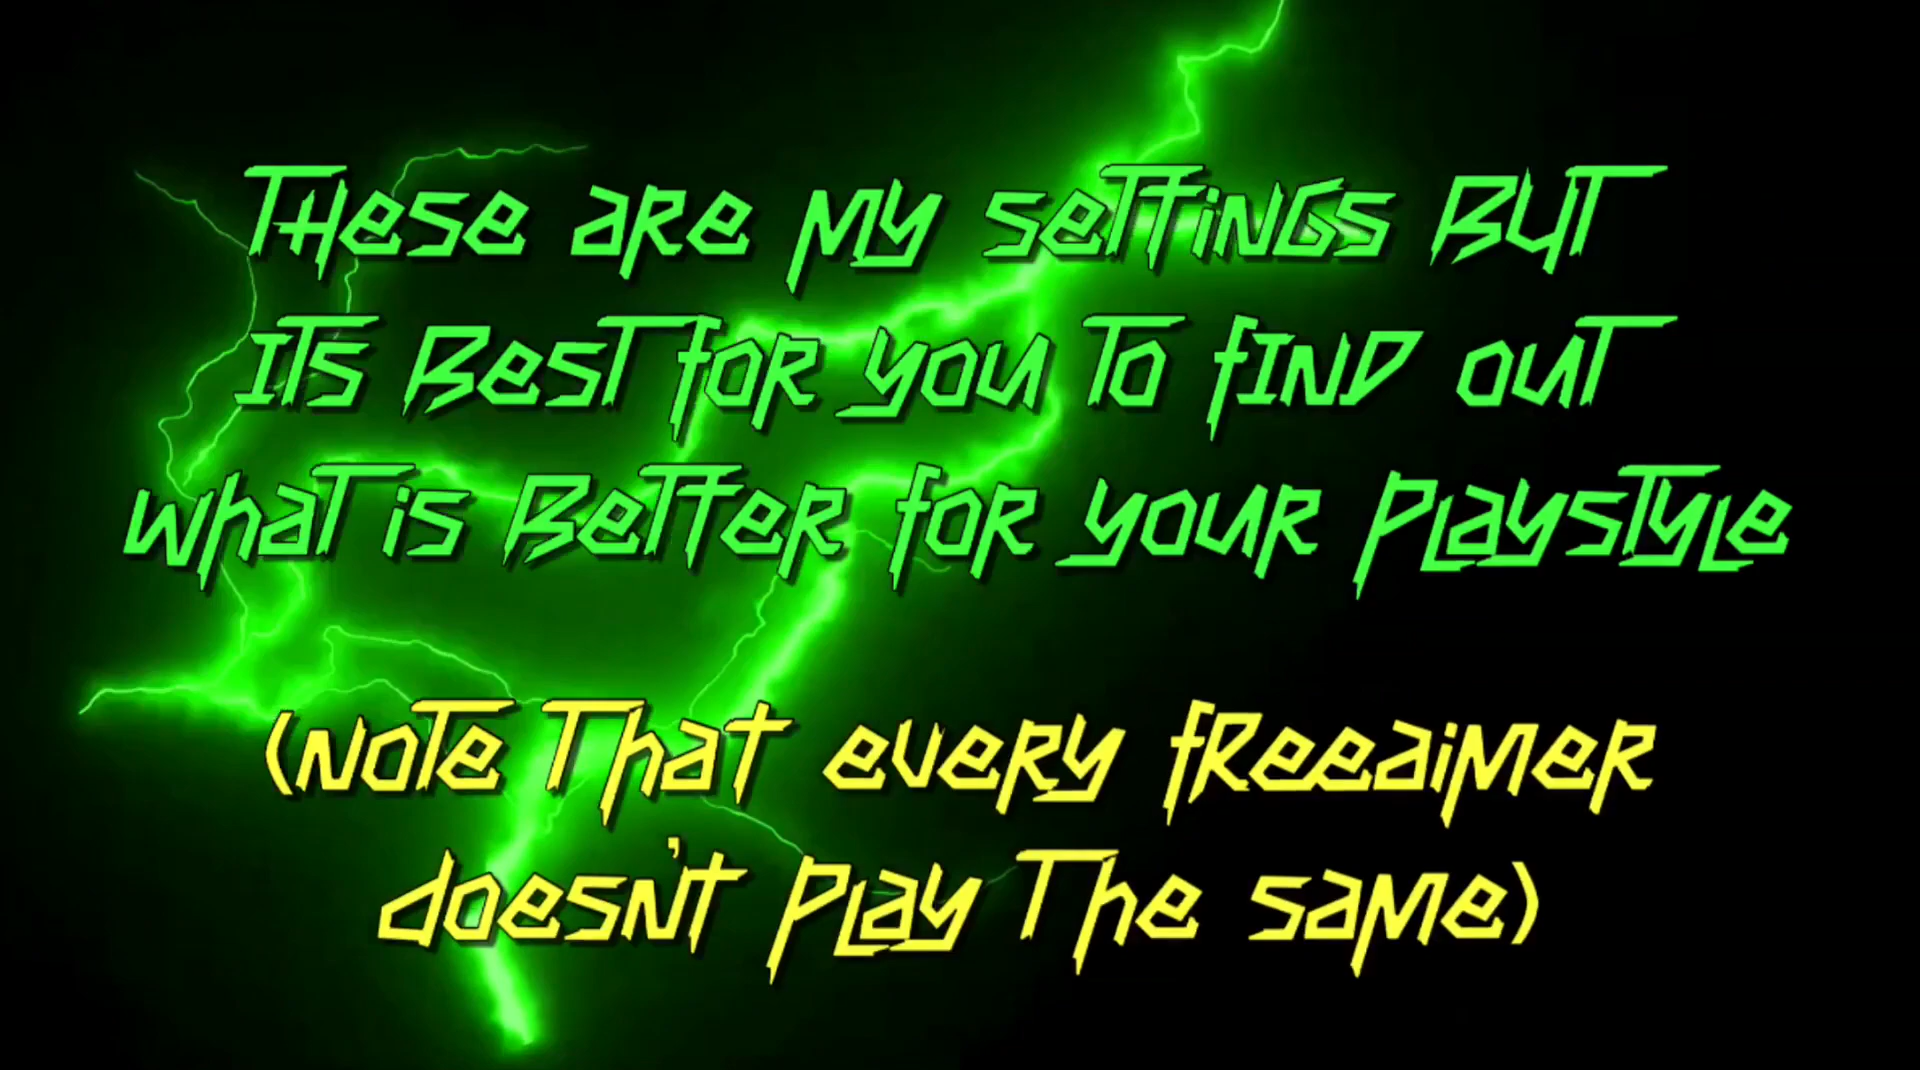 These are my settings but
its best for you to find out
what is better for your playstyle
(Note that every freeaimer
doesn't play the same)